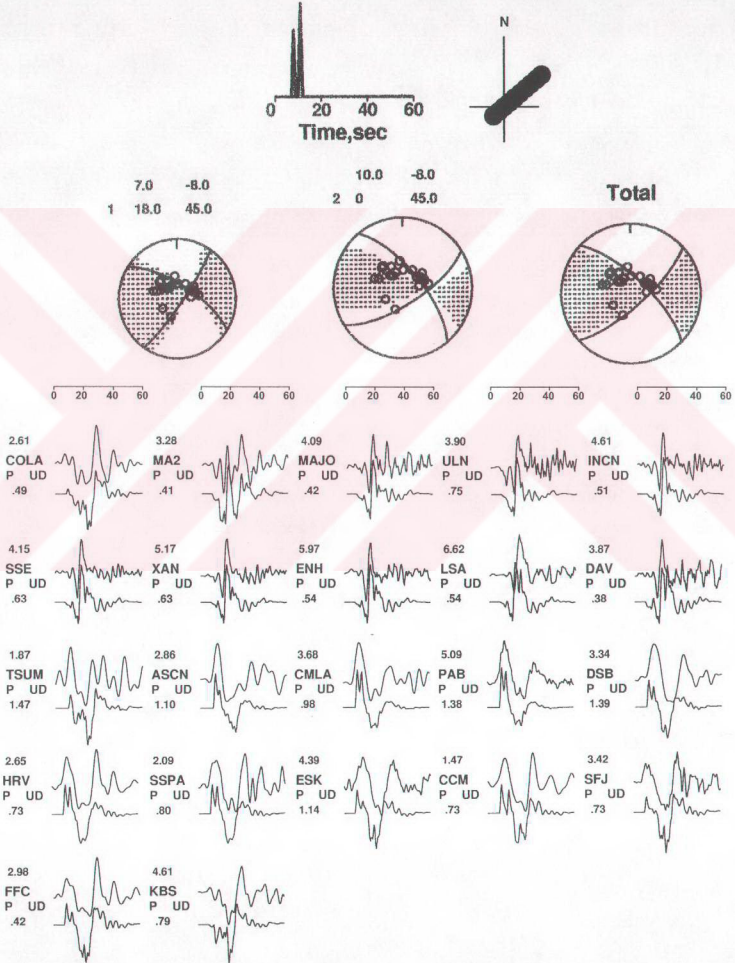 N
0 20 40 60
Time,sec
7.0 -8.0
1 18.0 45.0
10.0 -8.0
2 0 45.0
Total
0 20 40 60 0 20 40 60 0 20 40 60 0 20 40 60 0 20 40 60
2.61 3.28 4.09 3.90 4.61
COLA MA2 MAJO ULN INCN
P UD P UD P UD P UD P UD
.49 .41 .42 .75 .51
4.15 5.17 5.97 6.62 3.87
SSE XAN ENH LSA DAV
P UD P UD P UD P UD P UD
.63 .63 .54 .54 .38
1.87 2.86 3.68 5.09 3.34
TSUM ASCN CMLA PAB DSB
P UD P UD P UD P UD P UD
1.47 1.10 .98 1.38 1.39
2.65 2.09 4.39 1.47 3.42
HRV SSPA ESK CCM SFJ
P UD P UD P UD P UD P UD
.73 .80 1.14 .73 .73
2.98 4.61
FFC KBS
P UD P UD
.42 .79